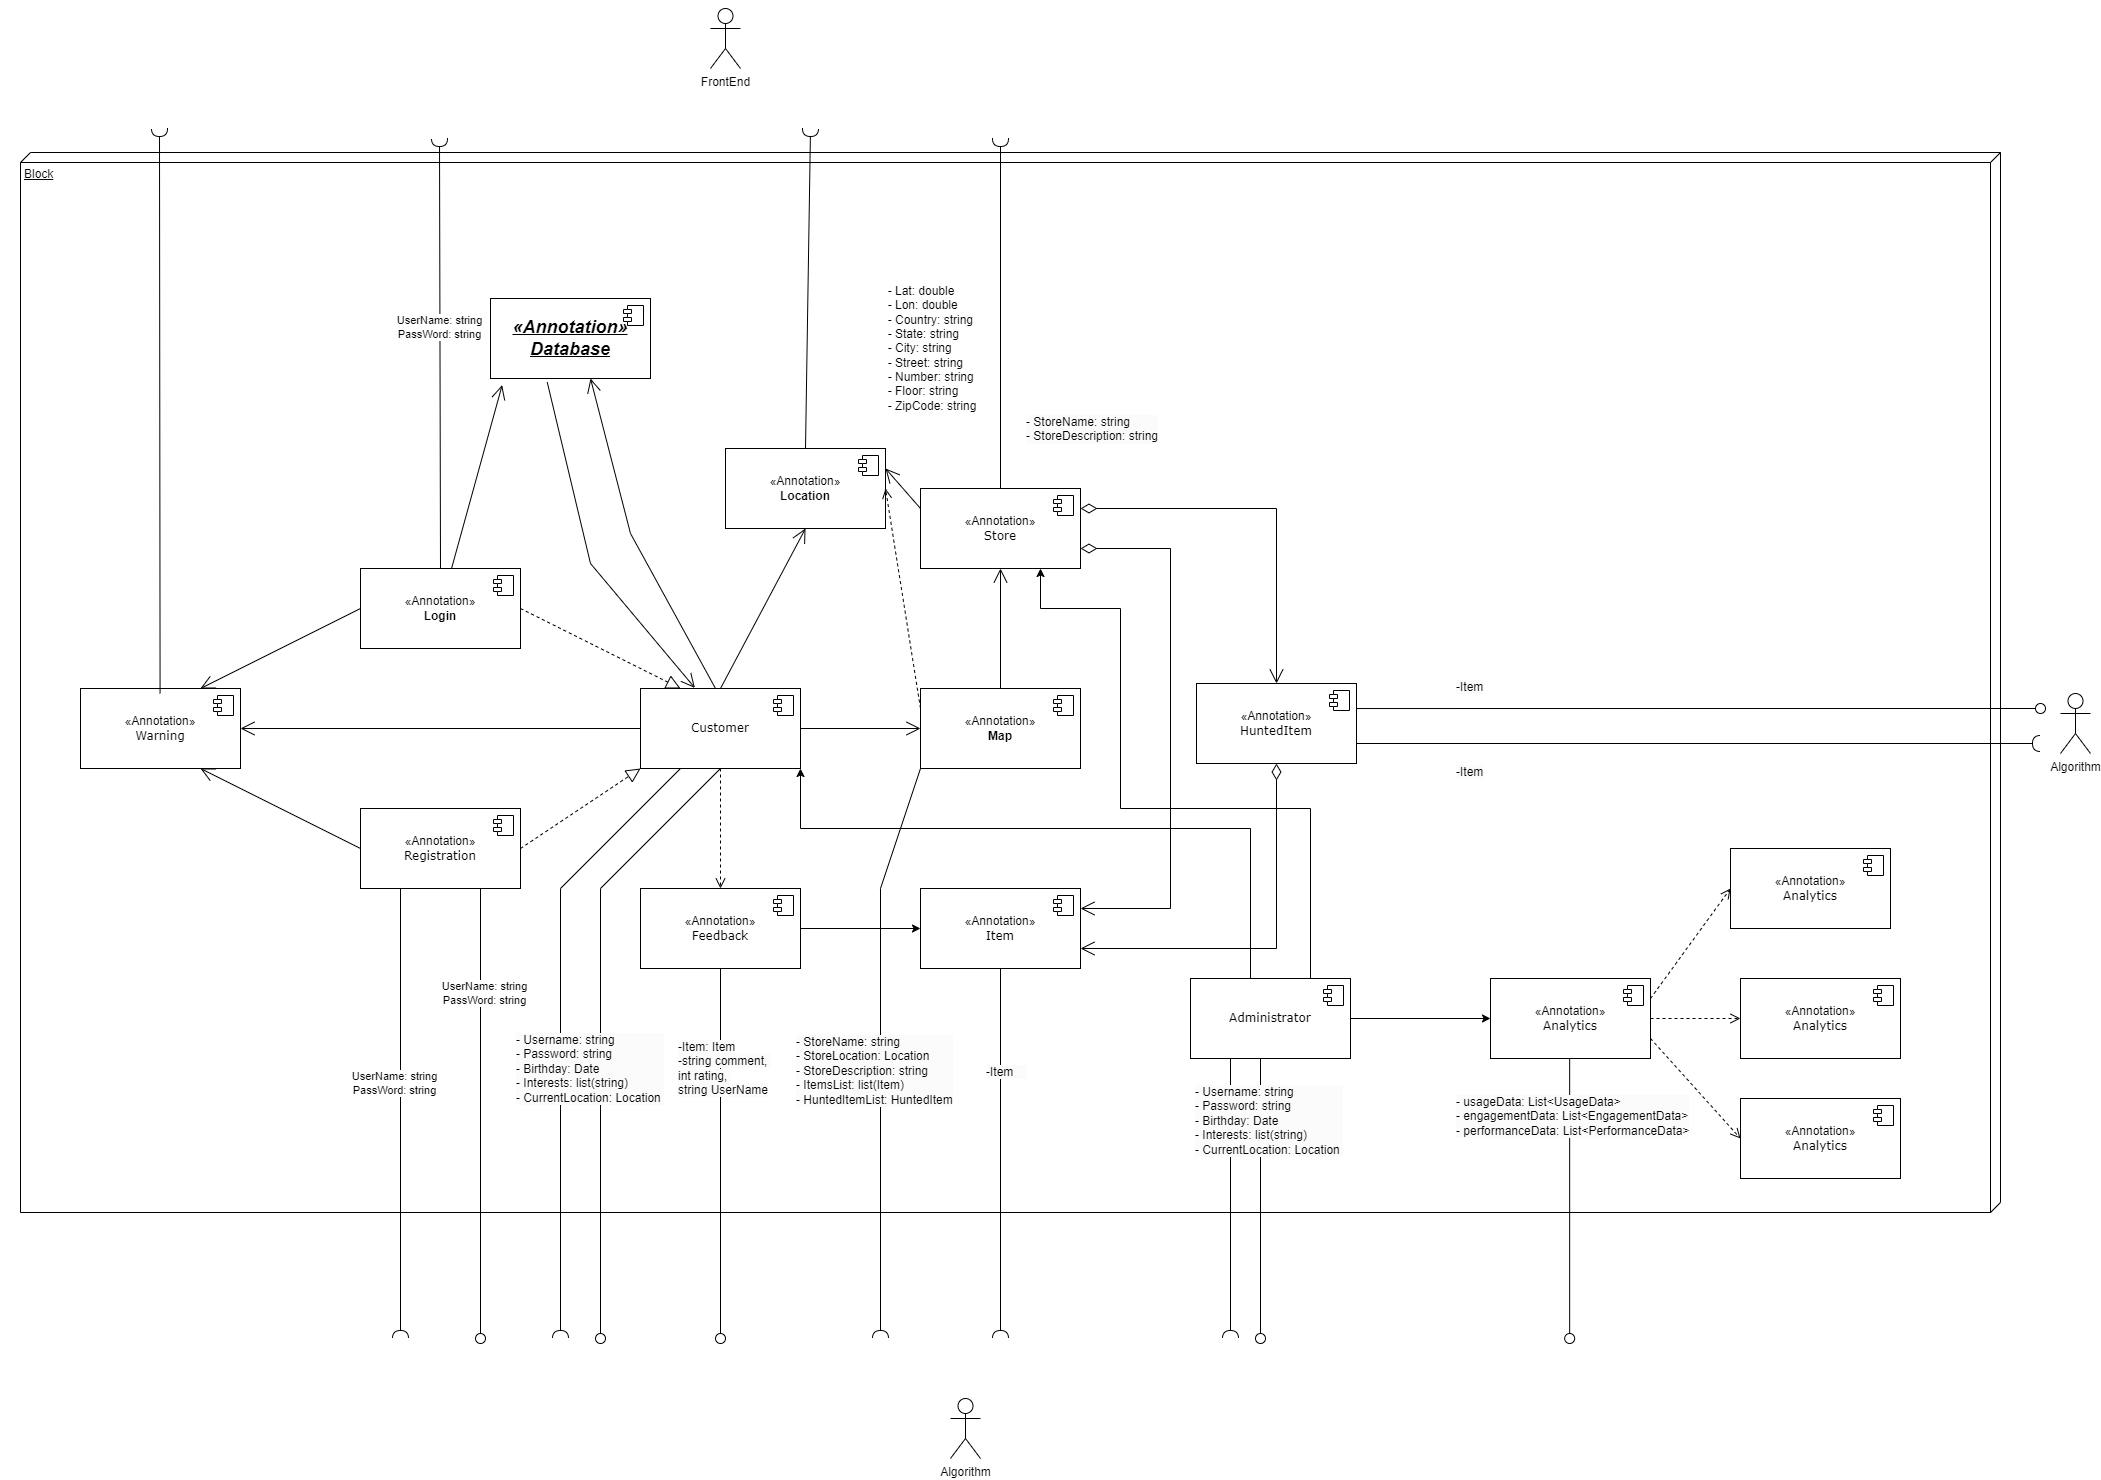 FrontEnd
Block
- Lat: double
- Lon: double
- Country: string
- State: string
- City: string
- Street: string
- Number: string
- Floor: string
- ZipCode: string
UserName: string
PassWord: string
«Annotation»
Database
- StoreName: string
- StoreDescription: string
«Annotation»
Location
«Annotation»
Store
«Annotation»
Login
«Annotation»
Warning
Customer
«Annotation»
Map
«Annotation»
HuntedItem
-Item
-Item
Algorithm
«Annotation»
Registration
«Annotation»
Feedback
«Annotation»
Item
«Annotation»
Analytics
Administrator
«Annotation»
Analytics
«Annotation»
Analytics
«Annotation»
Analytics
UserName: string
PassWord: string
UserName: string
PassWord: string
- Username: string
- Password: string
- Birthday: Date
- Interests: list(string)
- CurrentLocation: Location
-Item: Item
-string comment,
int rating,
string UserName
- StoreName: string
- StoreLocation: Location
- StoreDescription: string
- ItemsList: list(Item)
- HuntedItemList: HuntedItem
-Item
- Username: string
- Password: string
- Birthday: Date
- Interests: list(string)
- CurrentLocation: Location
- usageData: List<UsageData>
- engagementData: List<EngagementData>
- performanceData: List<PerformanceData>
Algorithm